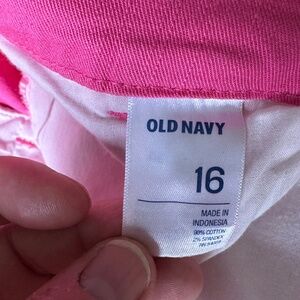 OLD NAVY
16
MADE IN
INDONESIA
98% COTTON
2% SPANDEX